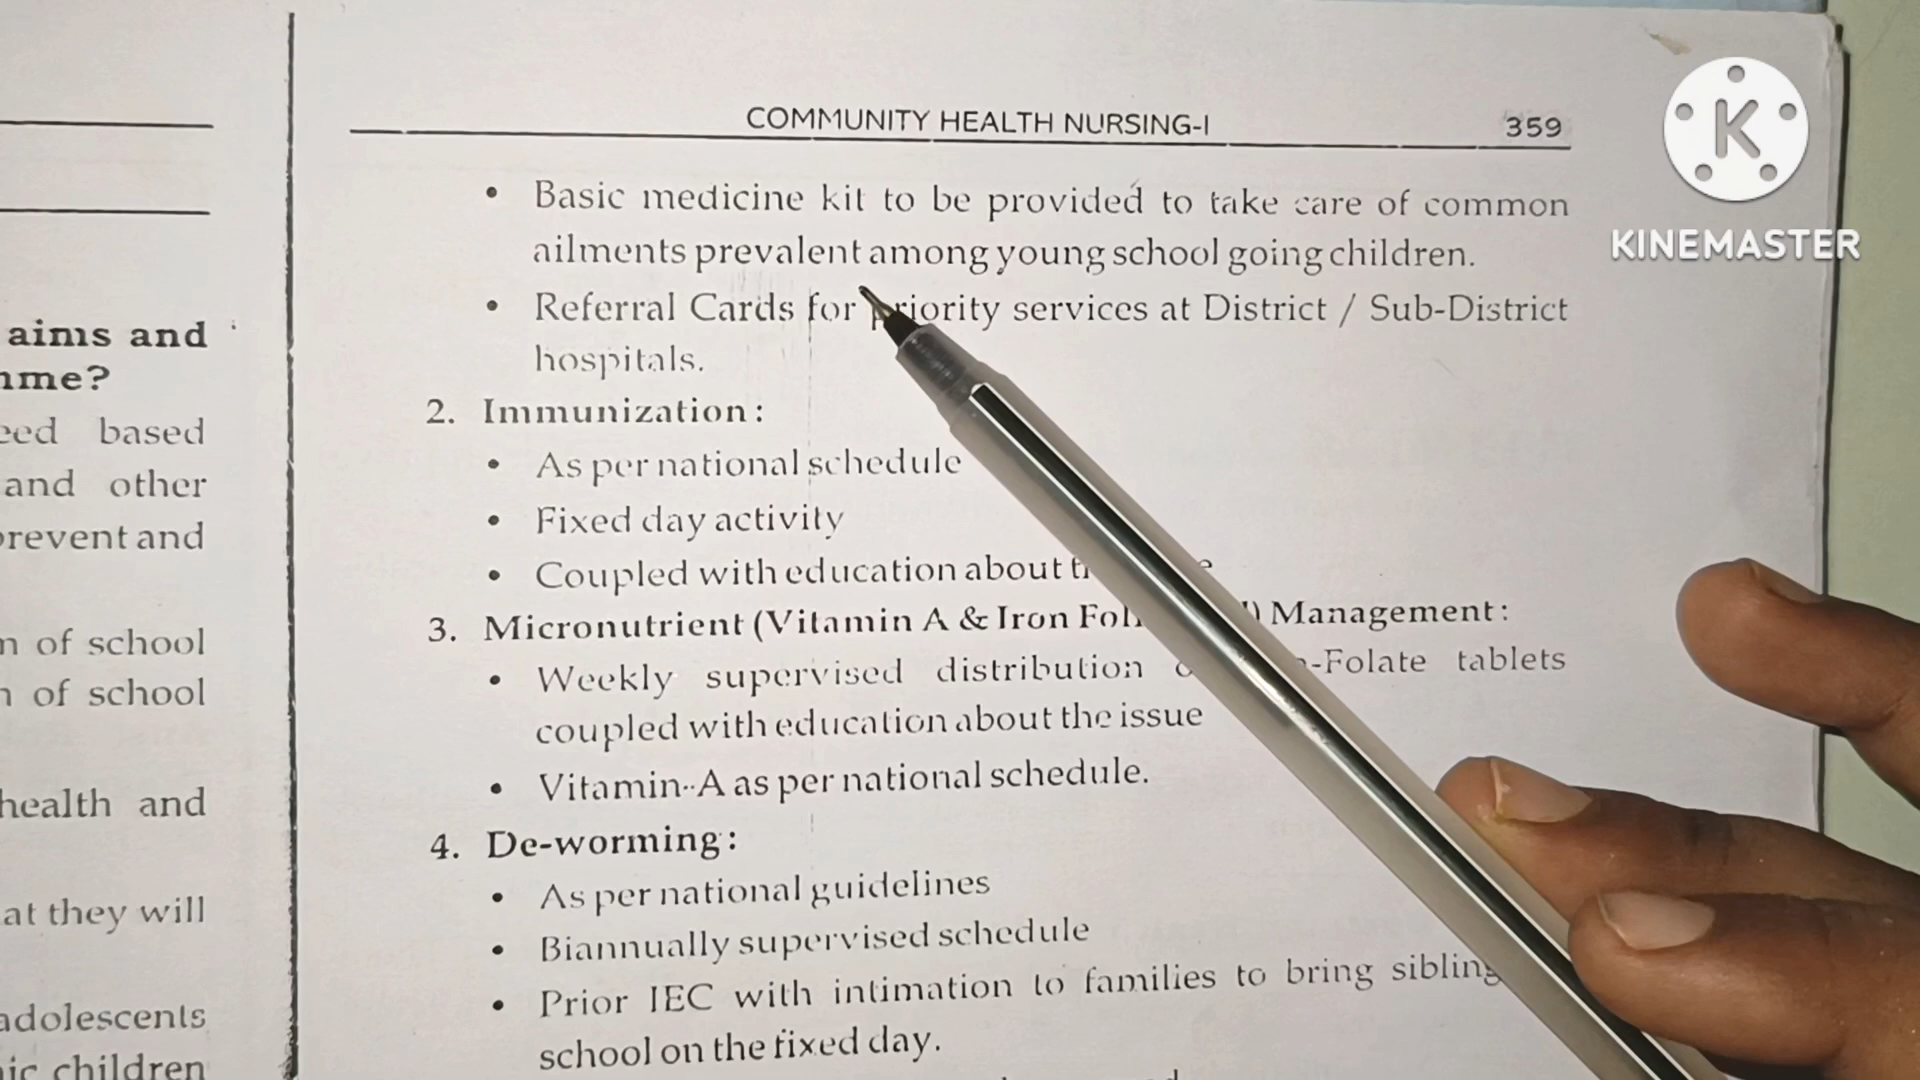 aims and
me?
based
and other
prevent and
of school
of school
health and
at they will
adolescents
children
COMMUNITY HEALTH NURSING-I 359
• Basic medicine kit to be provided to take care of common
ailments prevalent among young school going children.
• Referral Cards for priority services at District / Sub-District
hospitals.
2. Immunization:
• As per national schedule
• Fixed day activity
• Coupled with education about
3. Micronutrient (Vitamin A & Iron Management:
• Weekly supervised distribution -Folate tablets
coupled with education about the issue
• Vitamin-A as per national schedule.
4. De-worming:
• As per national guidelines
• Biannually supervised schedule
• Prior IEC with intimation to families to bring
school on the fixed day.
K
KINEMASTER